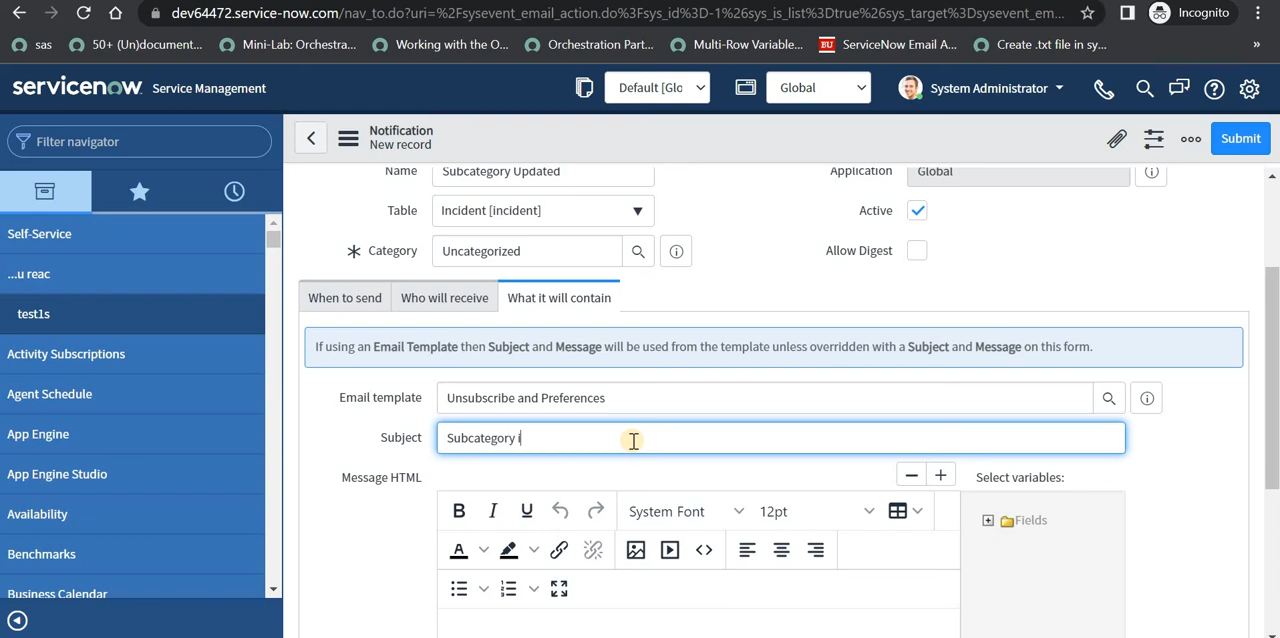 dev64472.service-now.com/nav_to.do?uri=%2Fsysevent_email_action.do%3Fsys_id%3D-1%26sys_is_list%3Dtrue%26sys_target%3Dsysevent_em...
Incognito
sas
50+ (Un)document...
Mini-Lab: Orchestra...
Working with the O...
Orchestration Part...
Multi-Row Variable...
BU
ServiceNow Email A...
Create .txt file in sy...
»
servicenow Service Management
Default [Glo
Global
System Administrator
Filter navigator
Notification
New record
Submit
Self-Service
...u reac
test1s
Activity Subscriptions
Agent Schedule
App Engine
App Engine Studio
Availability
Benchmarks
Business Calendar
Name
Subcategory Updated
Application
Global
Table
Incident [incident]
Active
Category
Uncategorized
Allow Digest
When to send
Who will receive
What it will contain
If using an Email Template then Subject and Message will be used from the template unless overridden with a Subject and Message on this form.
Email template
Unsubscribe and Preferences
Subject
Subcategory i
Message HTML
Select variables:
B I U
System Font
12pt
A
Fields